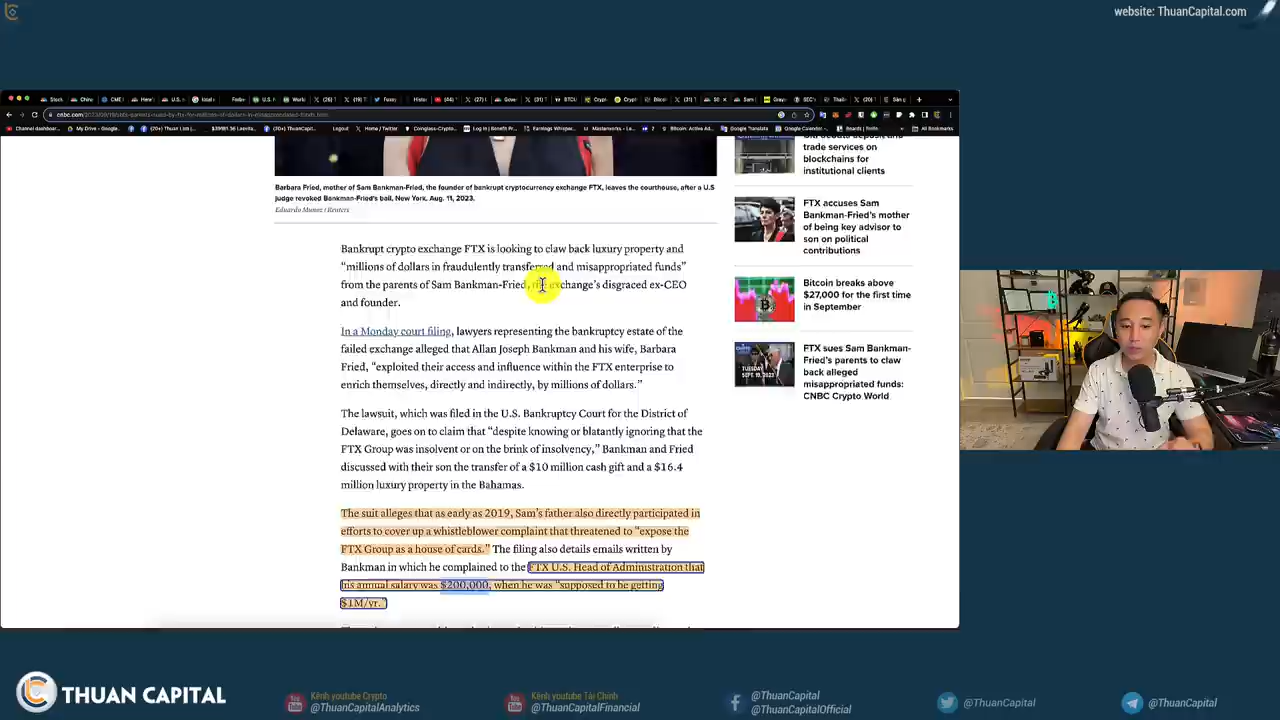 website: ThuanCapital.com
Barbara Fried, mother of Sam Bankman-Fried, the founder of bankrupt cryptocurrency exchange FTX, leaves the courthouse, after a U.S
judge revoked Bankman-Fried's bail, New York, Aug. 11, 2023.
Eduardo Munoz / Reuters
Bankrupt crypto exchange FTX is looking to claw back luxury property and
"millions of dollars in fraudulently transferred and misappropriated funds"
from the parents of Sam Bankman-Fried, the exchange's disgraced ex-CEO
and founder.
In a Monday court filing, lawyers representing the bankruptcy estate of the
failed exchange alleged that Allan Joseph Bankman and his wife, Barbara
Fried, "exploited their access and influence within the FTX enterprise to
enrich themselves, directly and indirectly, by millions of dollars."
The lawsuit, which was filed in the U.S. Bankruptcy Court for the District of
Delaware, goes on to claim that "despite knowing or blatantly ignoring that the
FTX Group was insolvent or on the brink of insolvency," Bankman and Fried
discussed with their son the transfer of a $10 million cash gift and a $16.4
million luxury property in the Bahamas.
The suit alleges that as early as 2019, Sam's father also directly participated in
efforts to cover up a whistleblower complaint that threatened to "expose the
FTX Group as a house of cards." The filing also details emails written by
Bankman in which he complained to the FTX U.S. Head of Administration that
his annual salary was $200,000, when he was "supposed to be getting
$1M/yr."
trade services on
blockchains for
institutional clients
FTX accuses Sam
Bankman-Fried's mother
of being key advisor to
son on political
contributions
Bitcoin breaks above
$27,000 for the first time
in September
FTX sues Sam Bankman-
Fried's parents to claw
back alleged
misappropriated funds:
CNBC Crypto World
THUAN CAPITAL
Kênh youtube Crypto
@ThuanCapitalAnalytics
Kênh youtube Tài Chính
@ThuanCapitalFinancial
@ThuanCapital
@ThuanCapitalOfficial
@ThuanCapital
@ThuanCapital